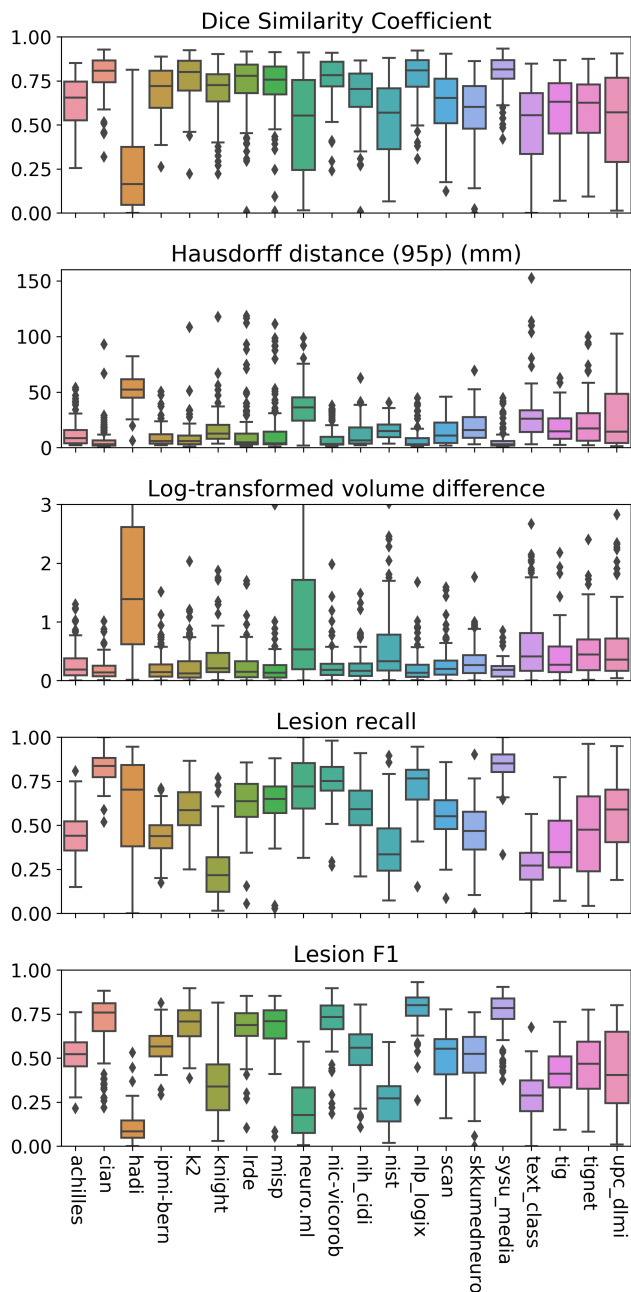 Dice Similarity Coefficient
1.00
0.75
0.50
0.25
0.00
Hausdorff distance (95p) (mm)
150
100
50
0
Log-transformed volume difference
3
2
1
0
Lesion recall
1.00
0.75
0.50
0.25
0.00
Lesion F1
1.00
0.75
0.50
0.25
0.00
achilles
cian
hadi
ipmi-bern
k2
knight
lrde
misp
neuro.ml
nic-vicorob
nih_cidi
nist
nlp_logix
scan
skkumedneuro
sysu_media
text_class
tig
tignet
upc_dlmi